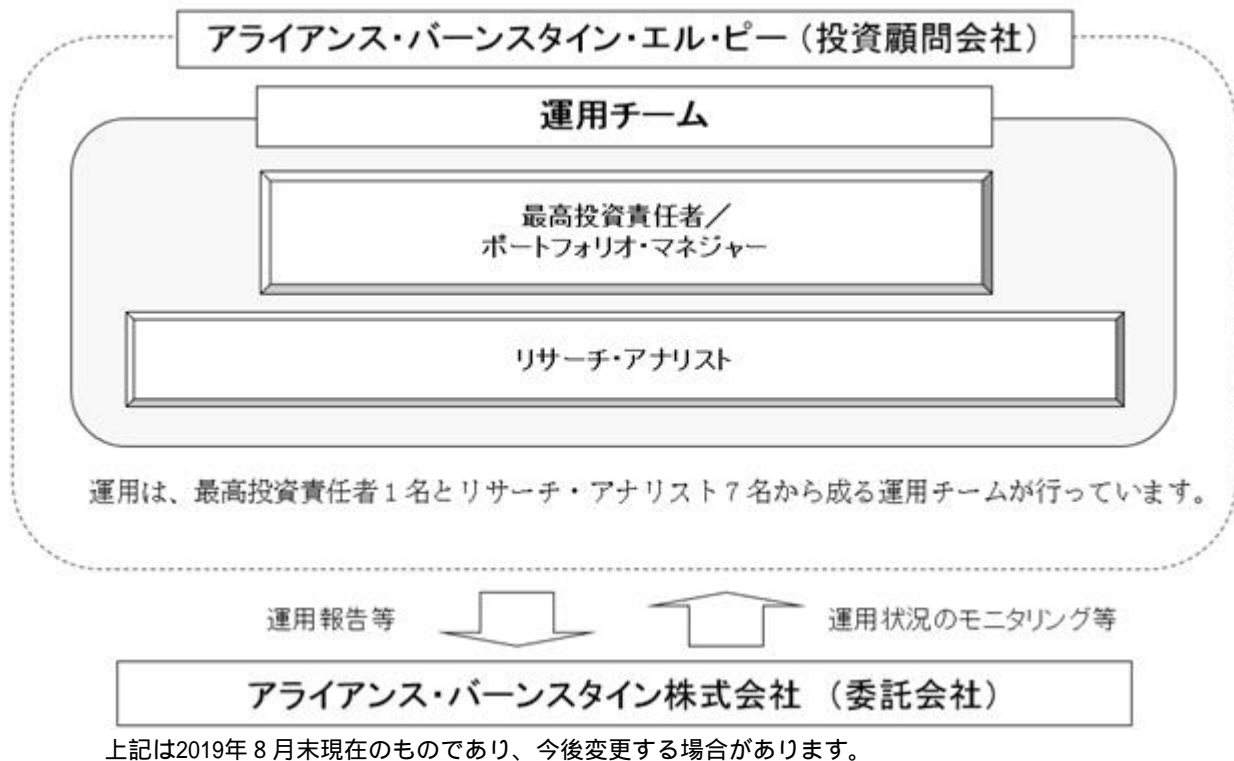 アライアンス・バーンスタイン・エル・ピー（投資顧問会社）
運用チーム
最高投資責任者／
ポートフォリオ・マネジャー
リサーチ・アナリスト
運用は、最高投資責任者１名とリサーチ・アナリスト７名から成る運用チームが行っています。
運用報告等
運用状況のモニタリング等
アライアンス・バーンスタイン株式会社 （委託会社）
上記は2019年８月末現在のものであり、今後変更する場合があります。